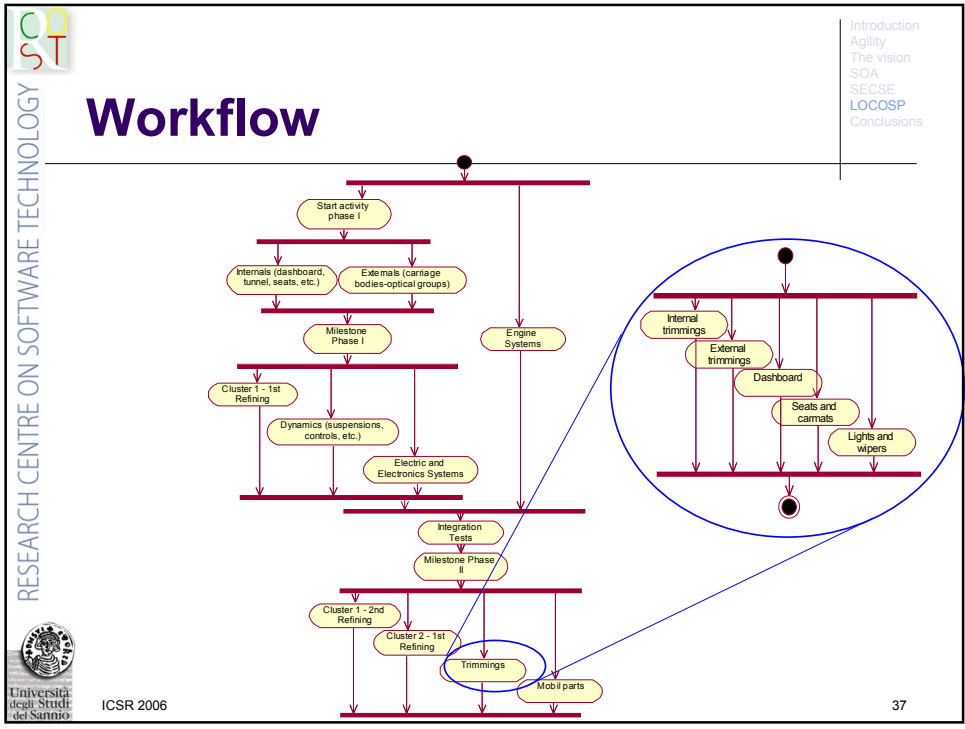 RCOST
Introduction
Agility
The vision
SOA
SECSE
LOCOSP
Conclusions
RESEARCH CENTRE ON SOFTWARE TECHNOLOGY
Workflow
Start activity
phase I
Internals (dashboard,
tunnel, seats, etc.)
Externals (carriage
bodies-optical groups)
Milestone
Phase I
Engine
Systems
Cluster 1 - 1st
Refining
Dynamics (suspensions,
controls, etc.)
Electric and
Electronics Systems
Integration
Tests
Milestone Phase
II
Cluster 1 - 2nd
Refining
Cluster 2 - 1st
Refining
Trimmings
Mobil parts
Internal
trimmings
External
trimmings
Dashboard
Seats and
carmats
Lights and
wipers
Università
degli Studi
del Sannio
ICSR 2006
37